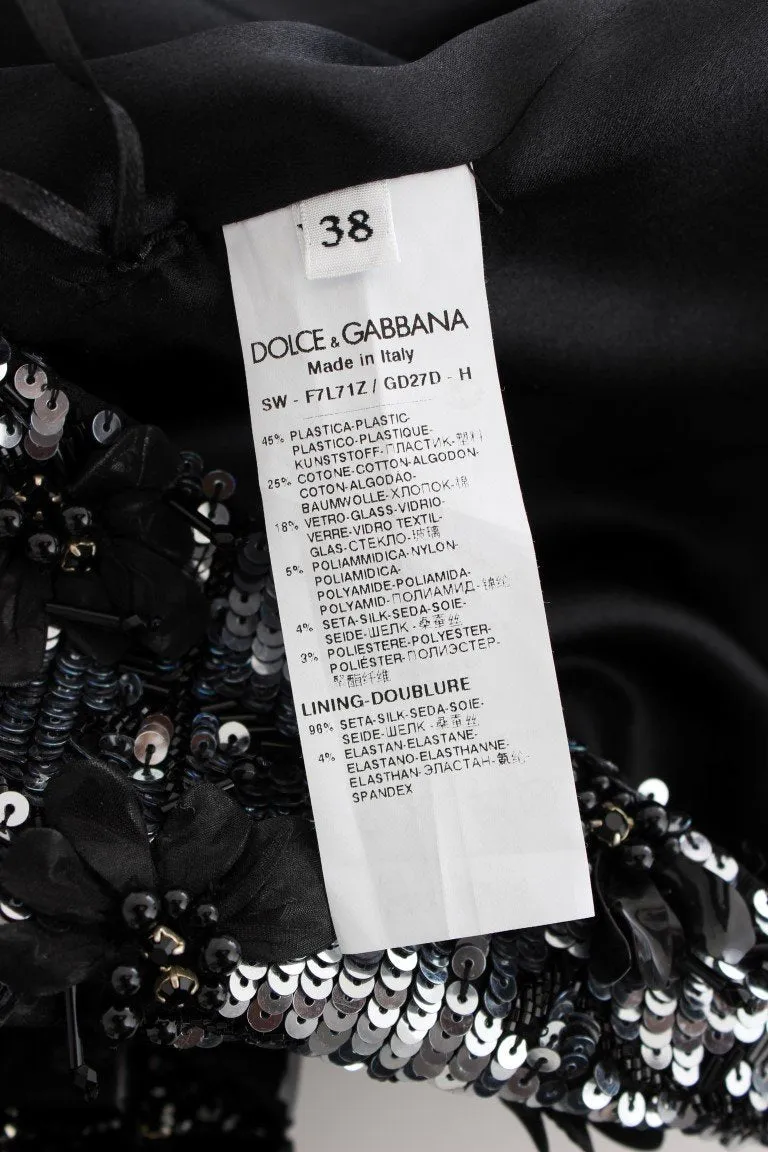 38
DOLCE & GABBANA
Made in Italy
SW - F7L71Z / GD27D - H
45% PLASTICA-PLASTIC-
PLASTICO-PLASTIQUE-
KUNSTSTOFF-ПЛАСТИК-塑料
25% COTONE-COTTON-ALGODON-
COTON-ALGODÃO-
BAUMWOLLE-ХЛОПОК-棉
18% VETRO-GLASS-VIDRIO-
VERRE-VIDRO TEXTIL-
GLAS-СТЕКЛО-玻璃
5% POLIAMMIDICA-NYLON-
POLIAMIDICA-
POLYAMIDE-POLIAMIDA-
POLYAMID-ПОЛИАМИД-锦纶
4% SETA-SILK-SEDA-SOIE-
SEIDE-ШЕЛК-桑蚕丝
3% POLIESTERE-POLYESTER-
POLIÉSTER-ПОЛИЭСТЕР-
聚酯纤维
LINING-DOUBLURE
96% SETA-SILK-SEDA-SOIE-
SEIDE-ШЕЛК-桑蚕丝
4% ELASTAN-ELASTANE-
ELASTANO-ELASTHANNE-
ELASTHAN-ЭЛАСТАН-氨纶-
SPANDEX